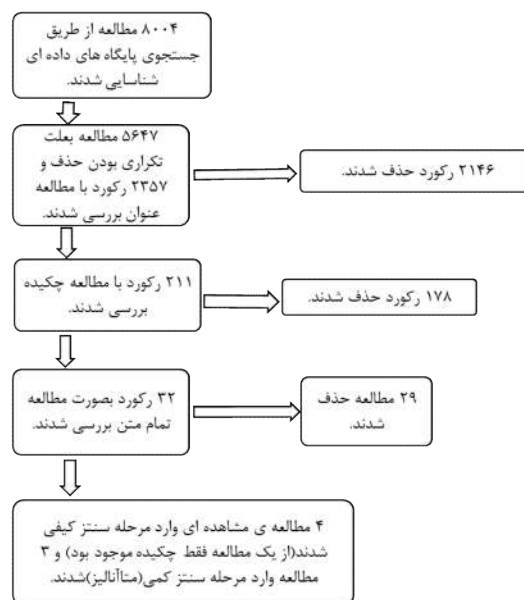 ۸۰۰۴ مطالعه از طریق
جستجوی پایگاه های داده ای
شناسایی شدند.
۵۶۴۷ مطالعه بعلت
تکراری بودن حذف و
۲۳۵۷ رکورد با مطالعه
عنوان بررسی شدند.
۲۱۴۶ رکورد حذف شدند.
۲۱۱ رکورد با مطالعه چکیده
بررسی شدند.
۱۷۸ رکورد حذف شدند.
۳۲ رکورد بصورت مطالعه
تمام متن بررسی شدند.
۲۹ مطالعه حذف
شدند.
۴ مطالعه ی مشاهده ای وارد مرحله سنتز کیفی
شدند(از یک مطالعه فقط چکیده موجود بود) و ۳
مطالعه وارد مرحله سنتز کمی(متاآنالیز)شدند.